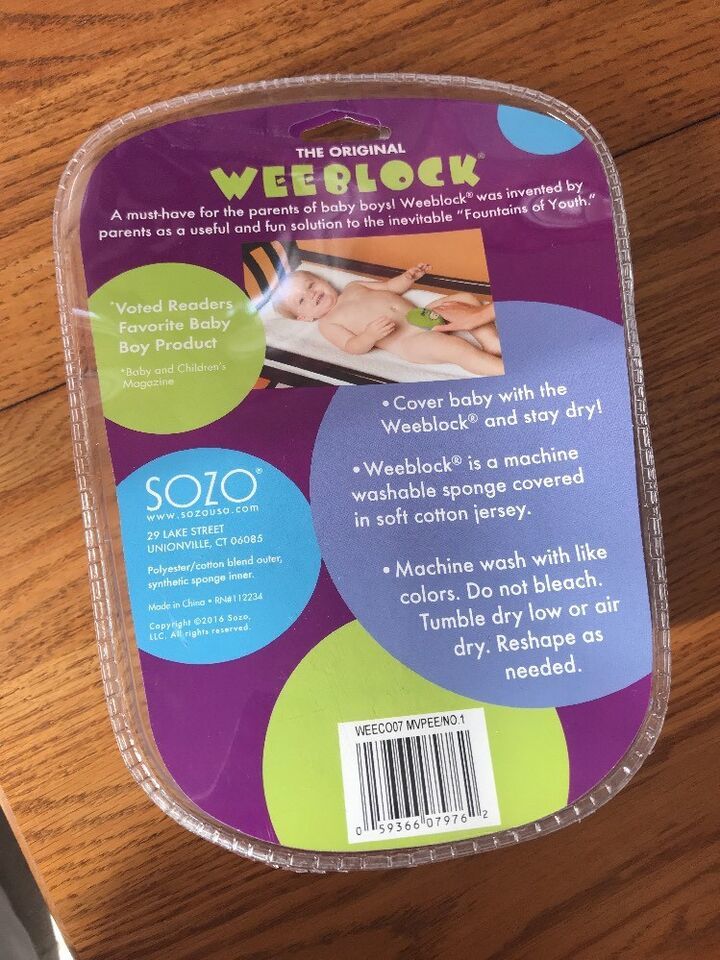 THE ORIGINAL
WEEBLOCK®
A must-have for the parents of baby boys! Weeblock® was invented by
parents as a useful and fun solution to the inevitable "Fountains of Youth."
*Voted Readers
Favorite Baby
Boy Product
*Baby and Children's
Magazine
• Cover baby with the
Weeblock® and stay dry!
• Weeblock® is a machine
washable sponge covered
in soft cotton jersey.
• Machine wash with like
colors. Do not bleach.
Tumble dry low or air
dry. Reshape as
needed.
SOZO®
www.sozousa.com
29 LAKE STREET
UNIONVILLE, CT 06085
Polyester/cotton blend outer,
synthetic sponge inner.
Made in China • RN#112234
Copyright ©2016 Sozo,
LLC. All rights reserved.
WEECO07 MVPEE/NO.1
0 59366 07976 2